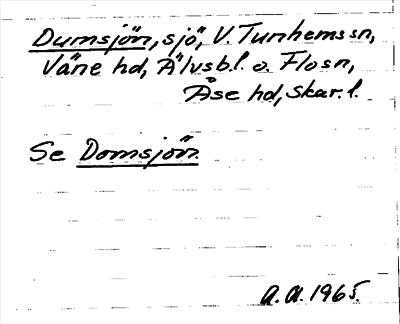 Dumsjön, sjö, V. Tunhems sn,
Väne hd, Älvsb.l. o. Flo sn,
Åse hd, Skar. l.
Se Domsjön
A.A. 1965.